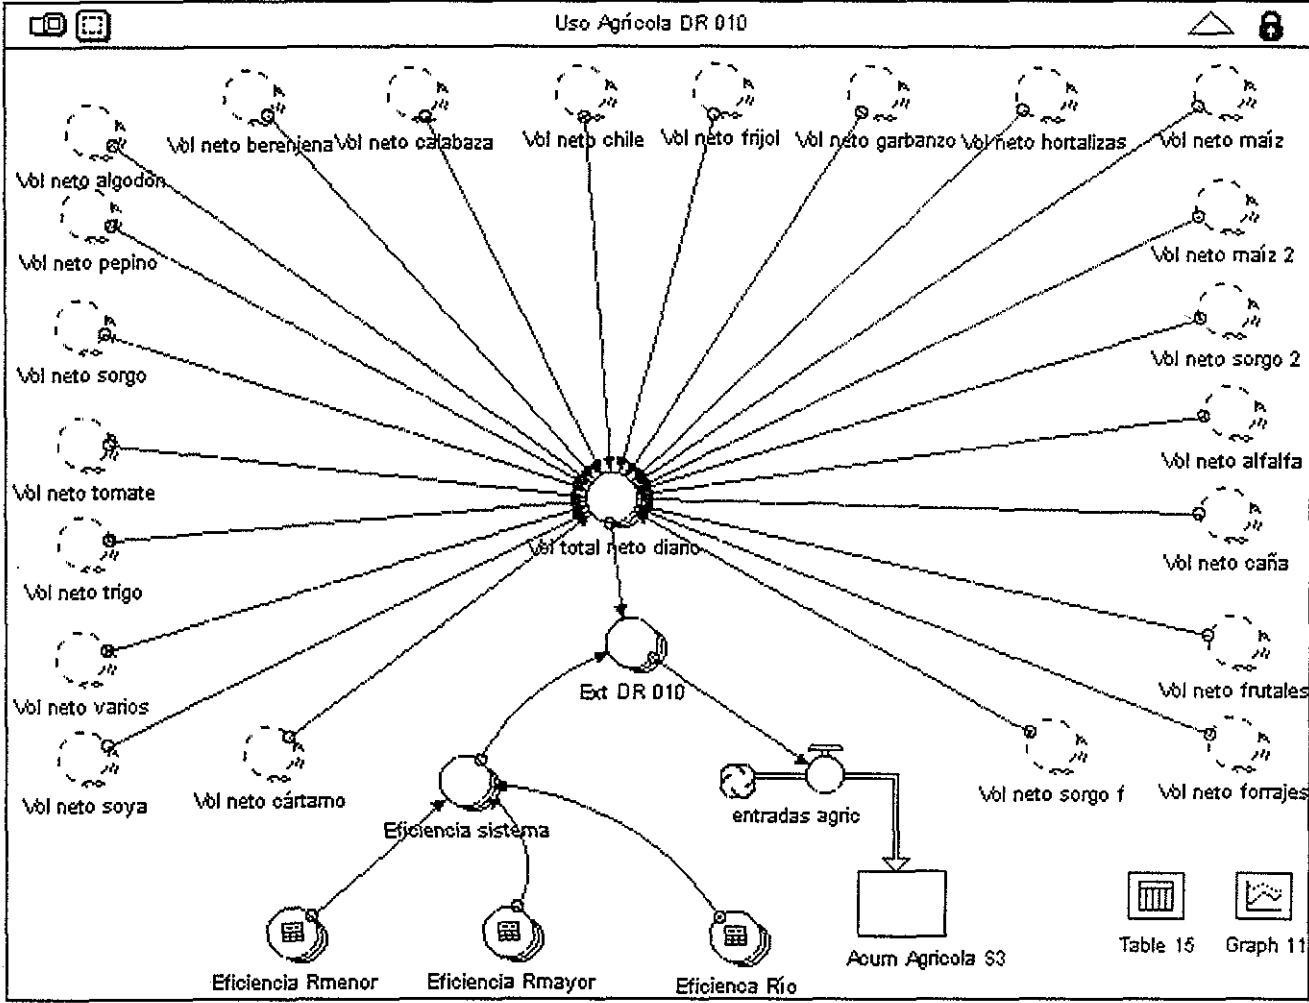 Uso Agrícola DR 010
Vol neto berenjena
Vol neto calabaza
Vol neto chile
Vol neto frijol
Vol neto garbanzo
Vol neto hortalizas
Vol neto maíz
Vol neto algodón
Vol neto pepino
Vol neto maíz 2
Vol neto sorgo
Vol neto sorgo 2
Vol neto tomate
Vol neto alfalfa
Vol total neto diario
Vol neto trigo
Vol neto caña
Ext DR 010
Vol neto varios
Vol neto frutales
Vol neto soya
Vol neto cártamo
Eficiencia sistema
entradas agric
Vol neto sorgo f
Vol neto forrajes
Eficiencia Rmenor
Eficiencia Rmayor
Eficienca Río
Acum Agricola S3
Table 15
Graph 11